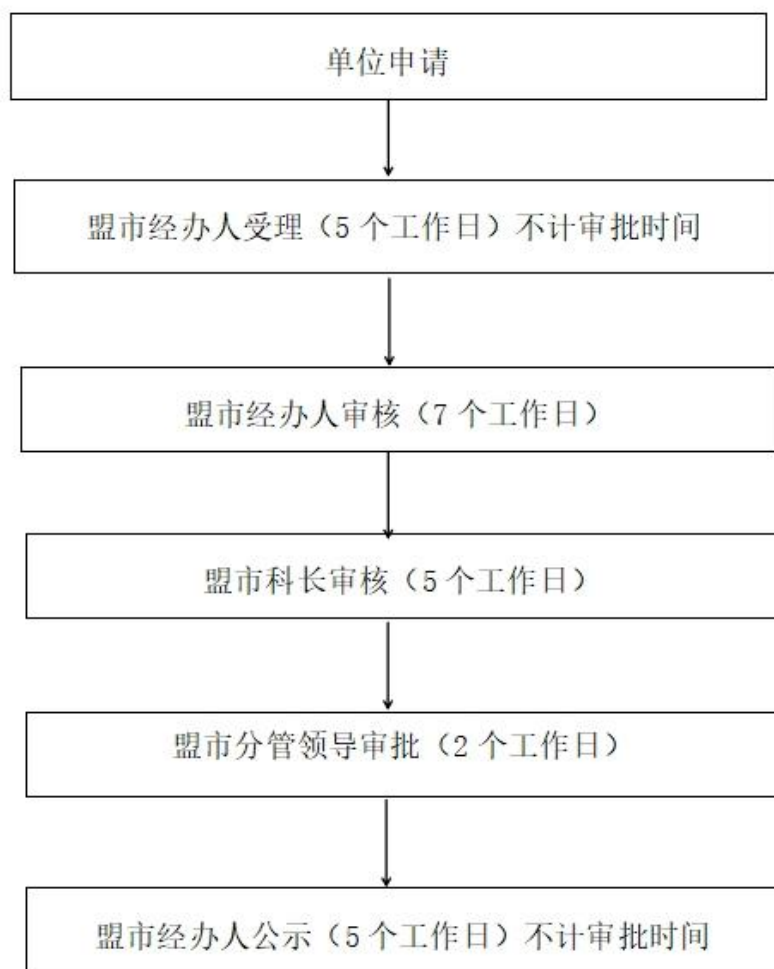 单位申请
盟市经办人受理（5 个工作日）不计审批时间
盟市经办人审核（7 个工作日）
盟市科长审核（5 个工作日）
盟市分管领导审批（2 个工作日）
盟市经办人公示（5 个工作日）不计审批时间